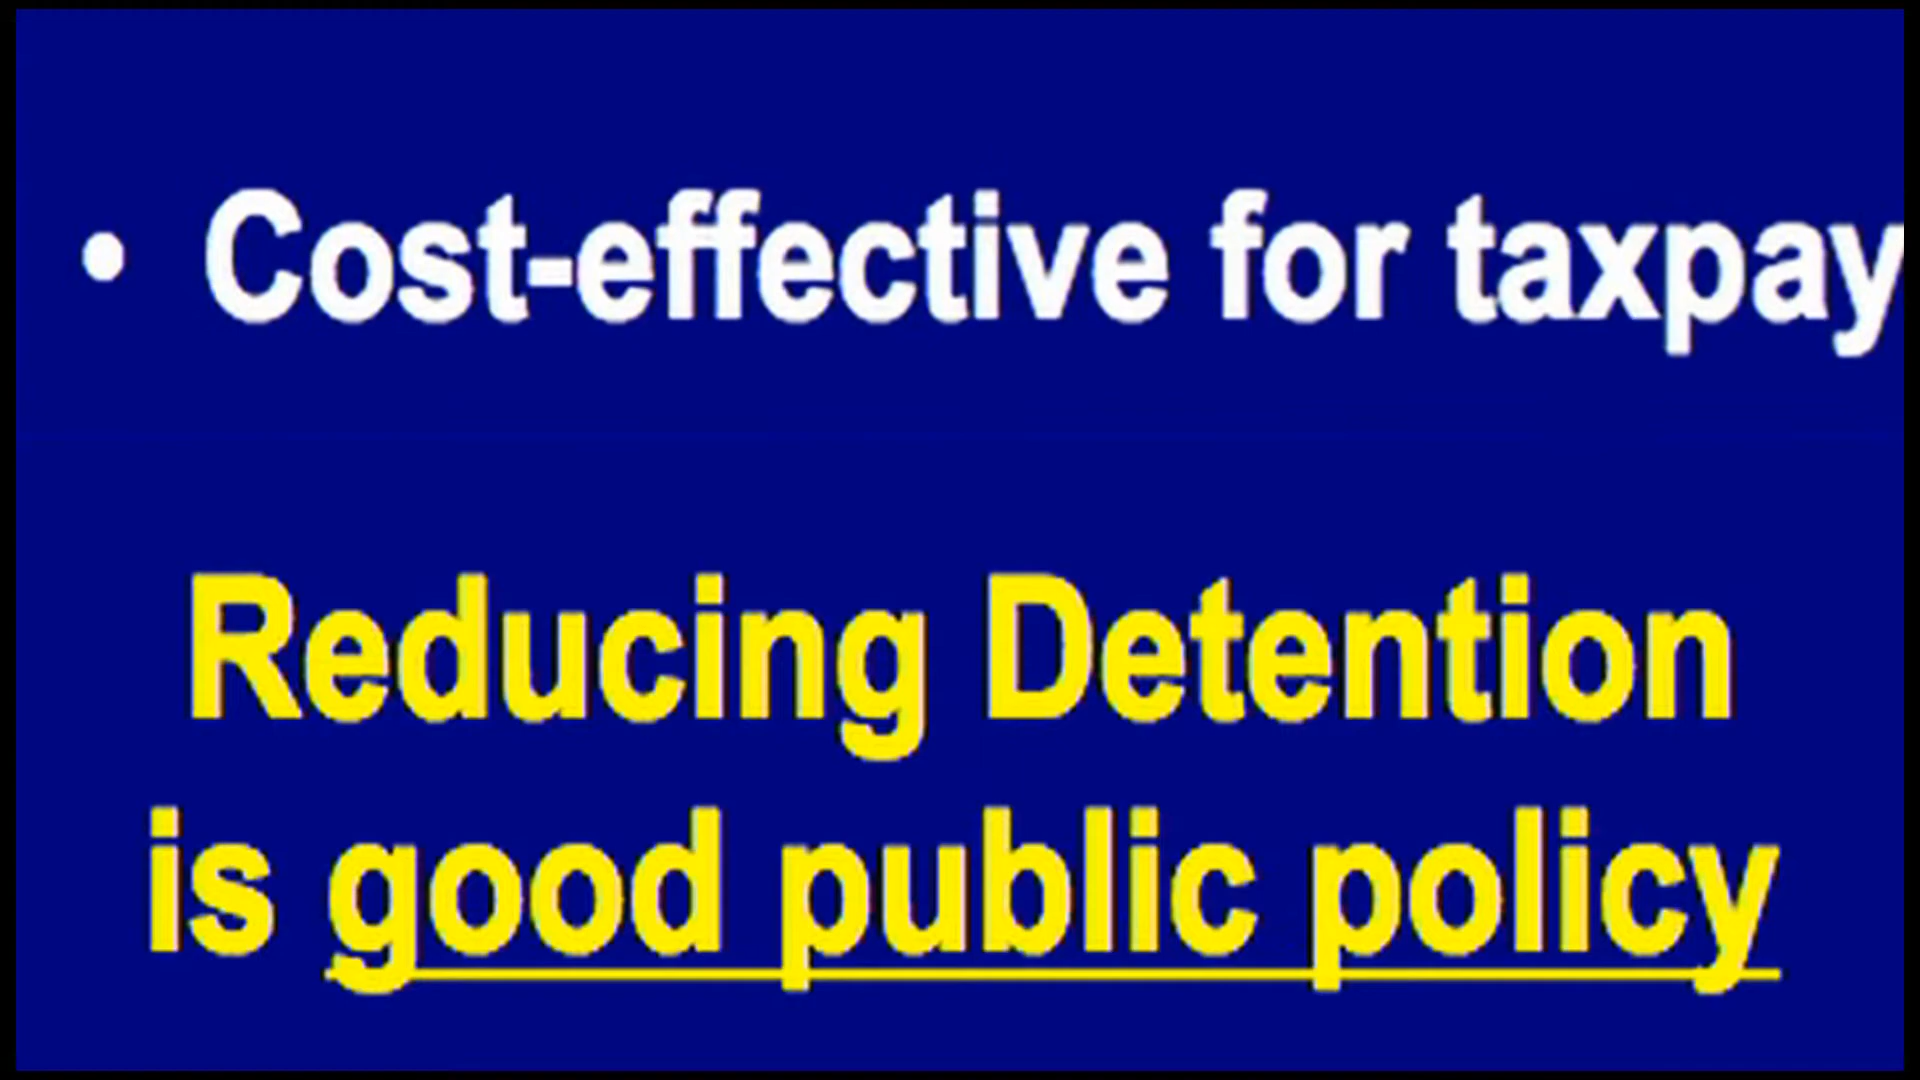 • Cost-effective for taxpay
Reducing Detention
is good public policy